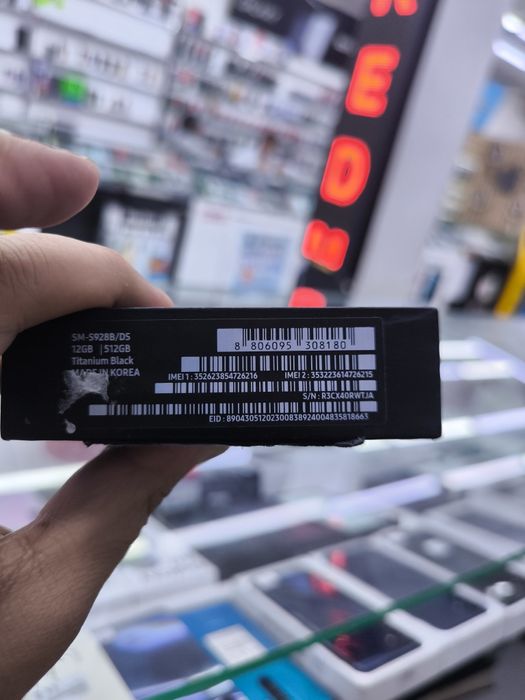 SM-S928B/DS
12GB | 512GB
Titanium Black
MADE IN KOREA
8 806095 308180
IMEI 1 : 352623854726216 IMEI 2 : 353223614726215
S/N : R3CX40RWTJA
EID : 89043051202300838924004835818663
E
D
M